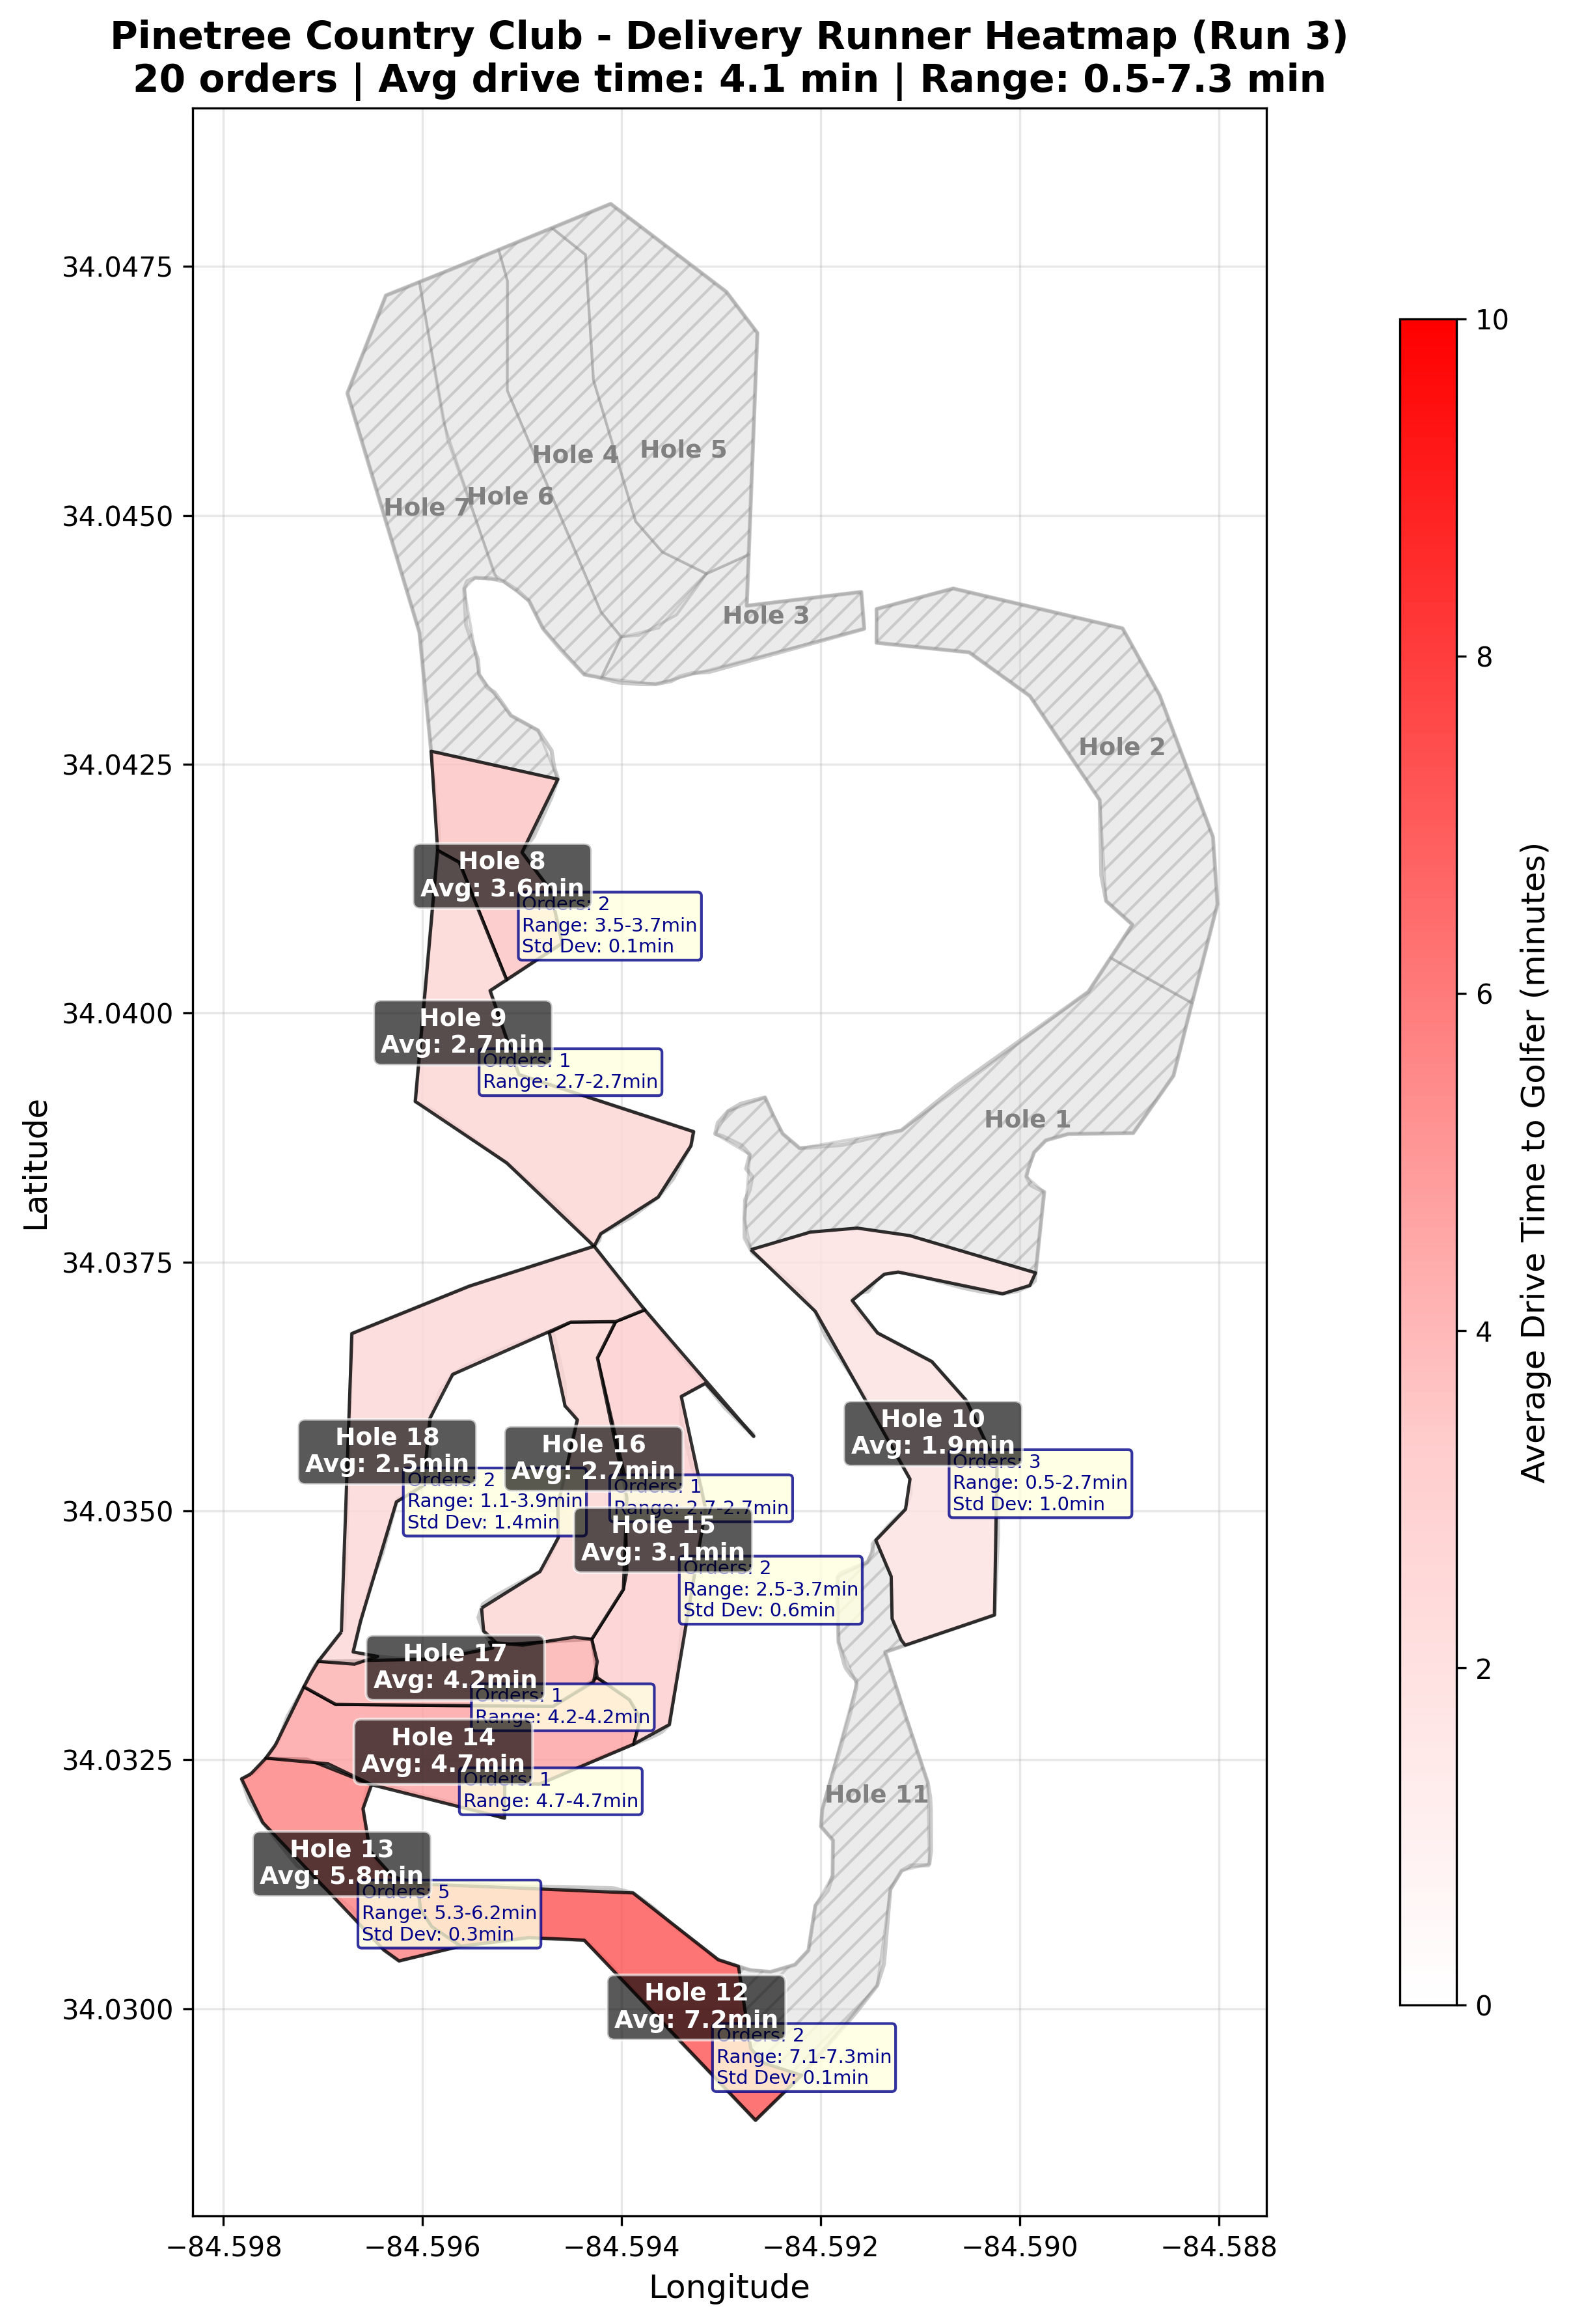 Pinetree Country Club - Delivery Runner Heatmap (Run 3)
20 orders | Avg drive time: 4.1 min | Range: 0.5-7.3 min
Latitude
34.0475
34.0450
34.0425
34.0400
34.0375
34.0350
34.0325
34.0300
Hole 5
Hole 4
Hole 6
Hole 7
Hole 3
Hole 2
Hole 8
Avg: 3.6min
Orders: 2
Range: 3.5-3.7min
Std Dev: 0.1min
Hole 9
Avg: 2.7min
Orders: 1
Range: 2.7-2.7min
Hole 1
Hole 10
Avg: 1.9min
Orders: 3
Range: 0.5-2.7min
Std Dev: 1.0min
Hole 18
Avg: 2.5min
Orders: 2
Range: 1.1-3.9min
Std Dev: 1.4min
Hole 16
Avg: 2.7min
Orders: 1
Range: 2.7-2.7min
Hole 15
Avg: 3.1min
Orders: 2
Range: 2.5-3.7min
Std Dev: 0.6min
Hole 17
Avg: 4.2min
Orders: 1
Range: 4.2-4.2min
Hole 14
Avg: 4.7min
Orders: 1
Range: 4.7-4.7min
Hole 11
Hole 13
Avg: 5.8min
Orders: 5
Range: 5.3-6.2min
Std Dev: 0.3min
Hole 12
Avg: 7.2min
Orders: 2
Range: 7.1-7.3min
Std Dev: 0.1min
−84.598
−84.596
−84.594
−84.592
−84.590
−84.588
Longitude
10
8
6
4
2
0
Average Drive Time to Golfer (minutes)